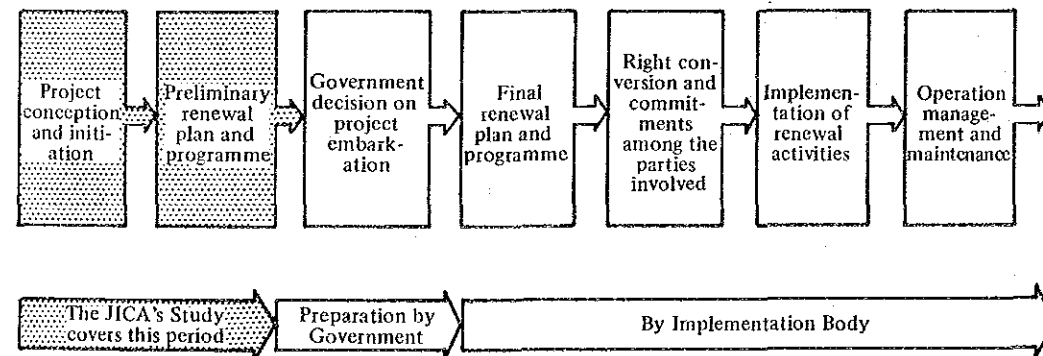 Project
conception
and initi-
ation
Preliminary
renewal
plan and
programme
Government
decision on
project
embark-
ation
Final
renewal
plan and
programme
Right con-
version and
commit-
ments
among the
parties
involved
Implemen-
tation of
renewal
activities
Operation
manage-
ment and
maintenance
The JICA's Study
covers this period
Preparation by
Government
By Implementation Body